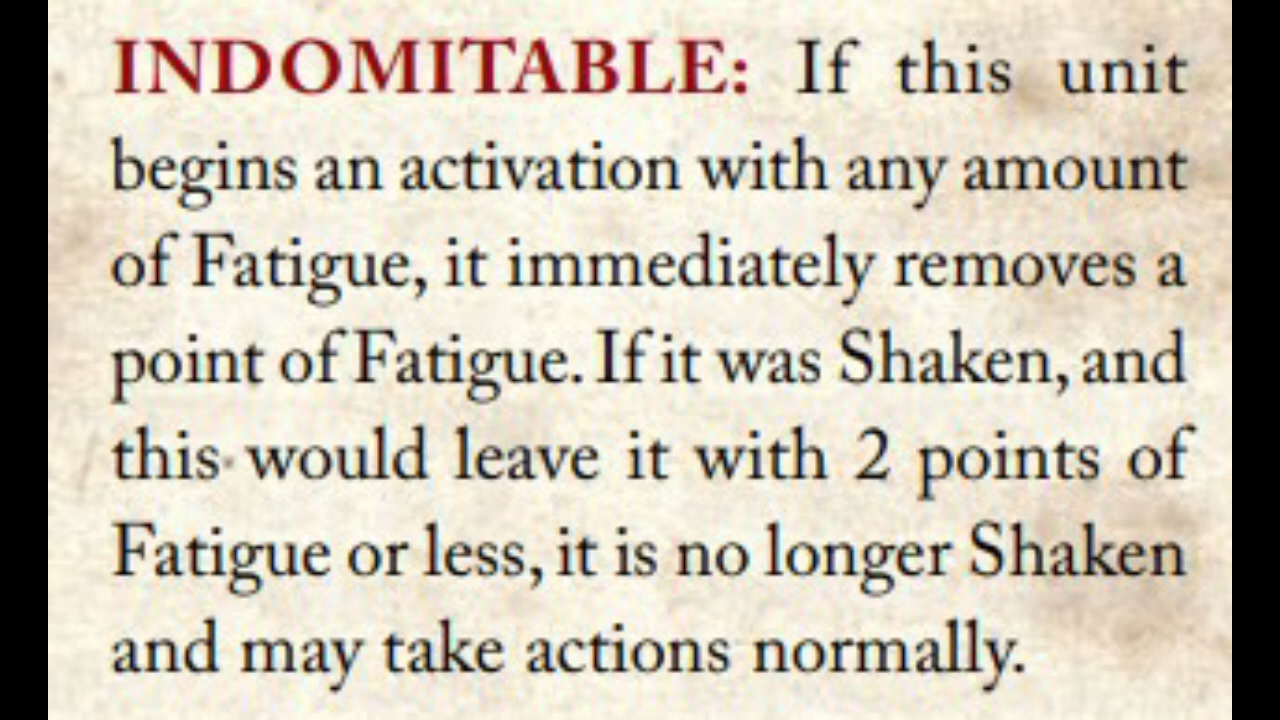 INDOMITABLE: If this unit
begins an activation with any amount
of Fatigue, it immediately removes a
point of Fatigue. If it was Shaken, and
this would leave it with 2 points of
Fatigue or less, it is no longer Shaken
and may take actions normally.